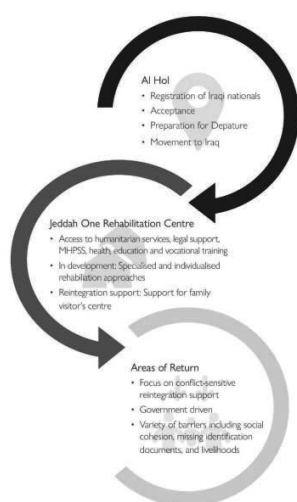 Al Hol
• Registration of Iraqi nationals
• Acceptance
• Preparation for Depature
• Movement to Iraq
Jeddah One Rehabilitation Centre
• Access to humanitarian services, legal support,
MHPSS, health, education and vocational training
• In development: Specialised and individualised
rehabiliation approaches
• Reintegration support: Support for family
visitor's centre
Areas of Return
• Focus on conflict-sensitive
reintegration support
• Government driven
• Variety of barriers including social
cohesion, missing identification
documents, and livelihoods